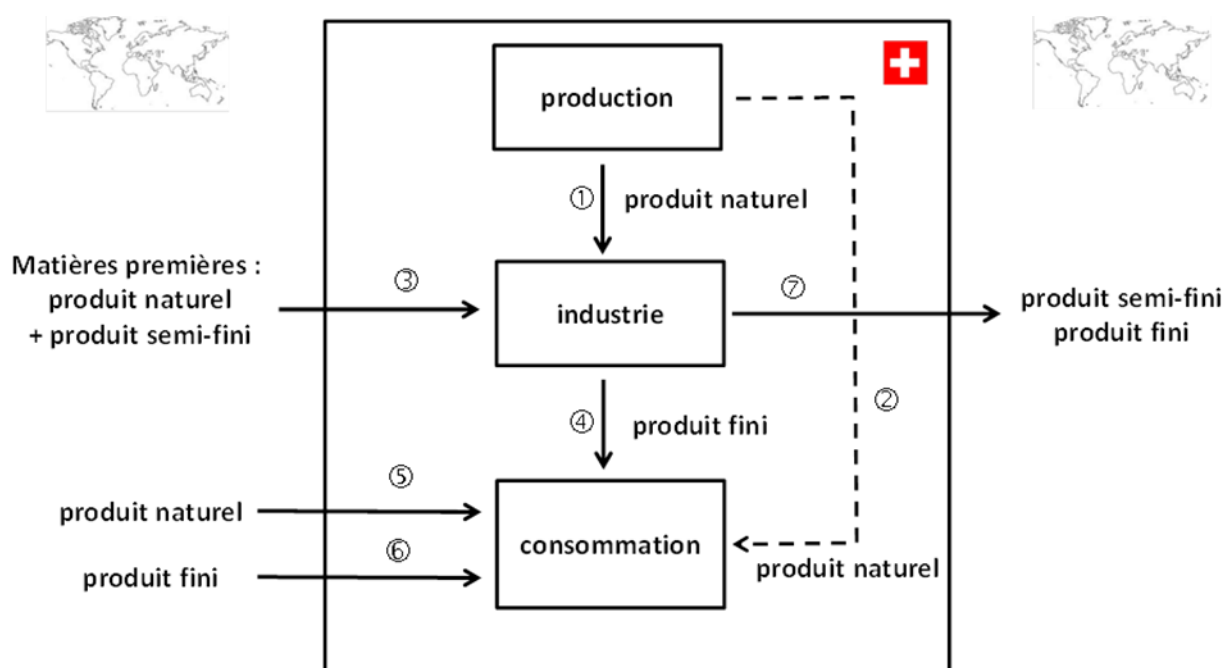 production
①
produit naturel
Matières premières :
produit naturel
+ produit semi-fini
③
industrie
⑦
produit semi-fini
produit fini
②
④
produit fini
⑤
produit naturel
consommation
⑥
produit fini
produit naturel